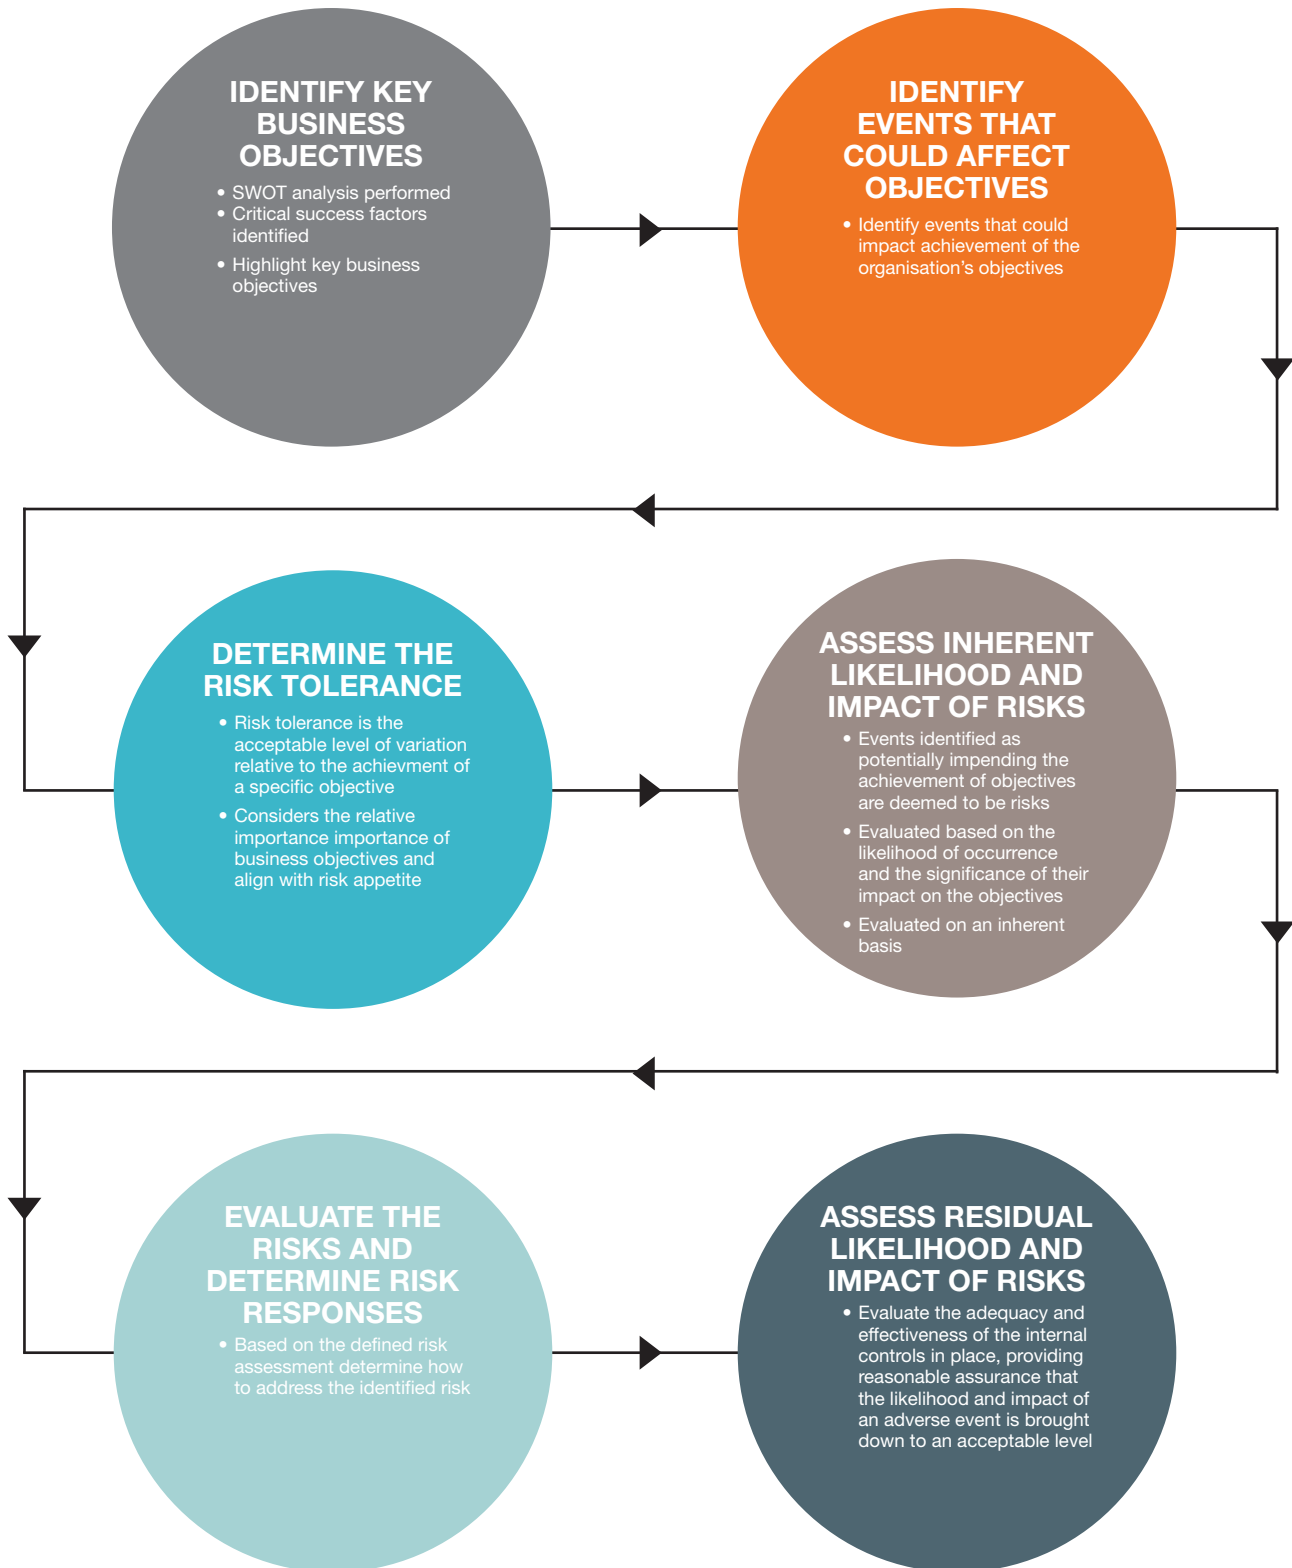 IDENTIFY KEY
BUSINESS
OBJECTIVES
• SWOT analysis performed
• Critical success factors
identified
• Highlight key business
objectives
IDENTIFY
EVENTS THAT
COULD AFFECT
OBJECTIVES
• Identify events that could
impact achievement of the
organisation’s objectives
DETERMINE THE
RISK TOLERANCE
• Risk tolerance is the
acceptable level of variation
relative to the achievment of
a specific objective
• Considers the relative
importance importance of
business objectives and
align with risk appetite
ASSESS INHERENT
LIKELIHOOD AND
IMPACT OF RISKS
• Events identified as
potentially impending the
achievement of objectives
are deemed to be risks
• Evaluated based on the
likelihood of occurrence
and the significance of their
impact on the objectives
• Evaluated on an inherent
basis
EVALUATE THE
RISKS AND
DETERMINE RISK
RESPONSES
• Based on the defined risk
assessment determine how
to address the identified risk
ASSESS RESIDUAL
LIKELIHOOD AND
IMPACT OF RISKS
• Evaluate the adequacy and
effectiveness of the internal
controls in place, providing
reasonable assurance that
the likelihood and impact of
an adverse event is brought
down to an acceptable level